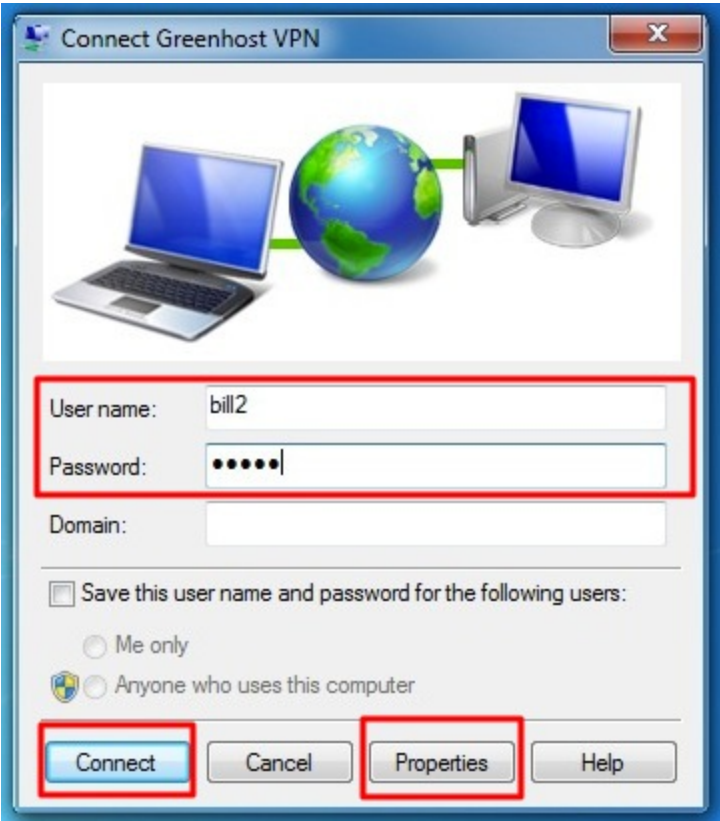 Connect Greenhost VPN
User name: bill2
Password: •••••
Domain:
Save this user name and password for the following users:
Me only
Anyone who uses this computer
Connect Cancel Properties Help